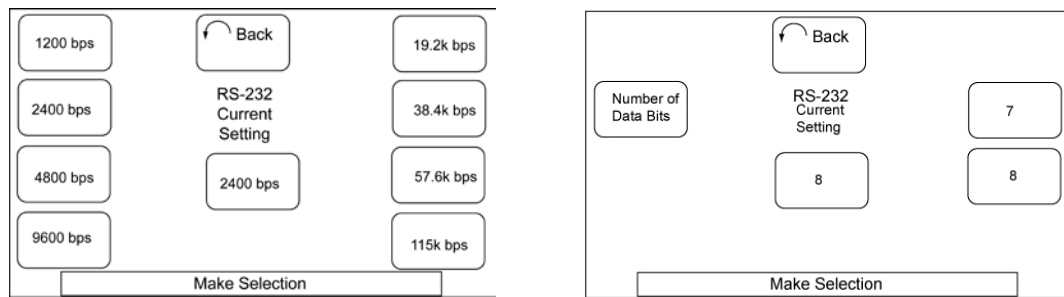 1200 bps
2400 bps
4800 bps
9600 bps
Back
RS-232
Current
Setting
2400 bps
19.2k bps
38.4k bps
57.6k bps
115k bps
Make Selection
Back
Number of
Data Bits
RS-232
Current
Setting
8
7
8
Make Selection